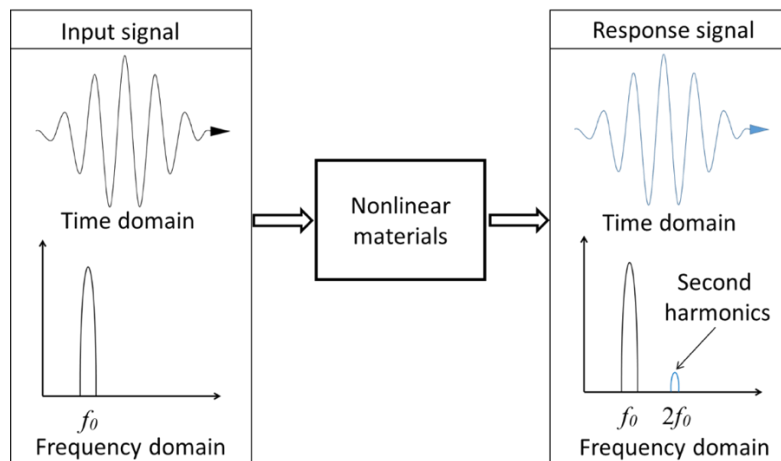 Input signal
Time domain
f₀
Frequency domain
Nonlinear
materials
Response signal
Time domain
Second
harmonics
f₀ 2f₀
Frequency domain